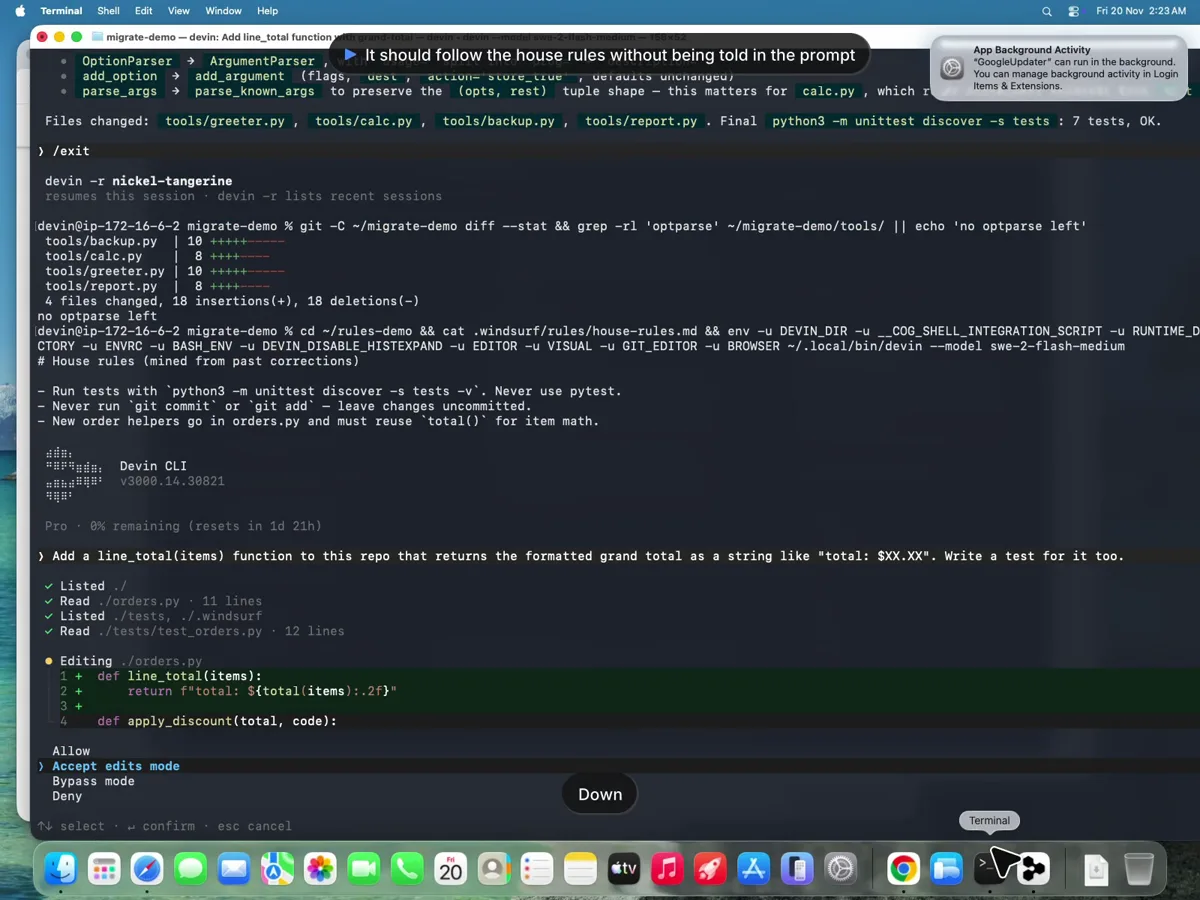 Terminal Shell Edit View Window Help
Fri 20 Nov 2:23 AM
migrate-demo — devin: Add line_total function with grand-total — devin
It should follow the house rules without being told in the prompt
App Background Activity
"GoogleUpdater" can run in the background. You can manage background activity in Login Items & Extensions.
• OptionParser → ArgumentParser
• add_option → add_argument (flags, dest, action='store_true', defaults unchanged)
• parse_args → parse_known_args to preserve the (opts, rest) tuple shape — this matters for calc.py, which
Files changed: tools/greeter.py, tools/calc.py, tools/backup.py, tools/report.py. Final python3 -m unittest discover -s tests: 7 tests, OK.
❯ /exit
devin -r nickel-tangerine
resumes this session · devin -r lists recent sessions
devin@ip-172-16-6-2 migrate-demo % git -C ~/migrate-demo diff --stat && grep -rl 'optparse' ~/migrate-demo/tools/ || echo 'no optparse left'
tools/backup.py | 10 +++++-----
tools/calc.py | 8 ++++----
tools/greeter.py | 10 +++++-----
tools/report.py | 8 ++++----
4 files changed, 18 insertions(+), 18 deletions(-)
no optparse left
devin@ip-172-16-6-2 migrate-demo % cd ~/rules-demo && cat .windsurf/rules/house-rules.md && env -u DEVIN_DIR -u __COG_SHELL_INTEGRATION_SCRIPT -u RUNTIME_D
CTORY -u ENVRC -u BASH_ENV -u DEVIN_DISABLE_HISTEXPAND -u EDITOR -u VISUAL -u GIT_EDITOR -u BROWSER ~/.local/bin/devin --model swe-2-flash-medium
# House rules (mined from past corrections)
- Run tests with `python3 -m unittest discover -s tests -v`. Never use pytest.
- Never run `git commit` or `git add` — leave changes uncommitted.
- New order helpers go in orders.py and must reuse `total()` for item math.
Devin CLI
v3000.14.30821
Pro · 0% remaining (resets in 1d 21h)
❯ Add a line_total(items) function to this repo that returns the formatted grand total as a string like "total: $XX.XX". Write a test for it too.
✓ Listed ./
✓ Read ./orders.py · 11 lines
✓ Listed ./tests, ./.windsurf
✓ Read ./tests/test_orders.py · 12 lines
● Editing ./orders.py
1 + def line_total(items):
2 + return f"total: ${total(items):.2f}"
3 +
4 def apply_discount(total, code):
Allow
❯ Accept edits mode
Bypass mode
Deny
↑↓ select · ↵ confirm · esc cancel
Down
Terminal
Fri
20
tv